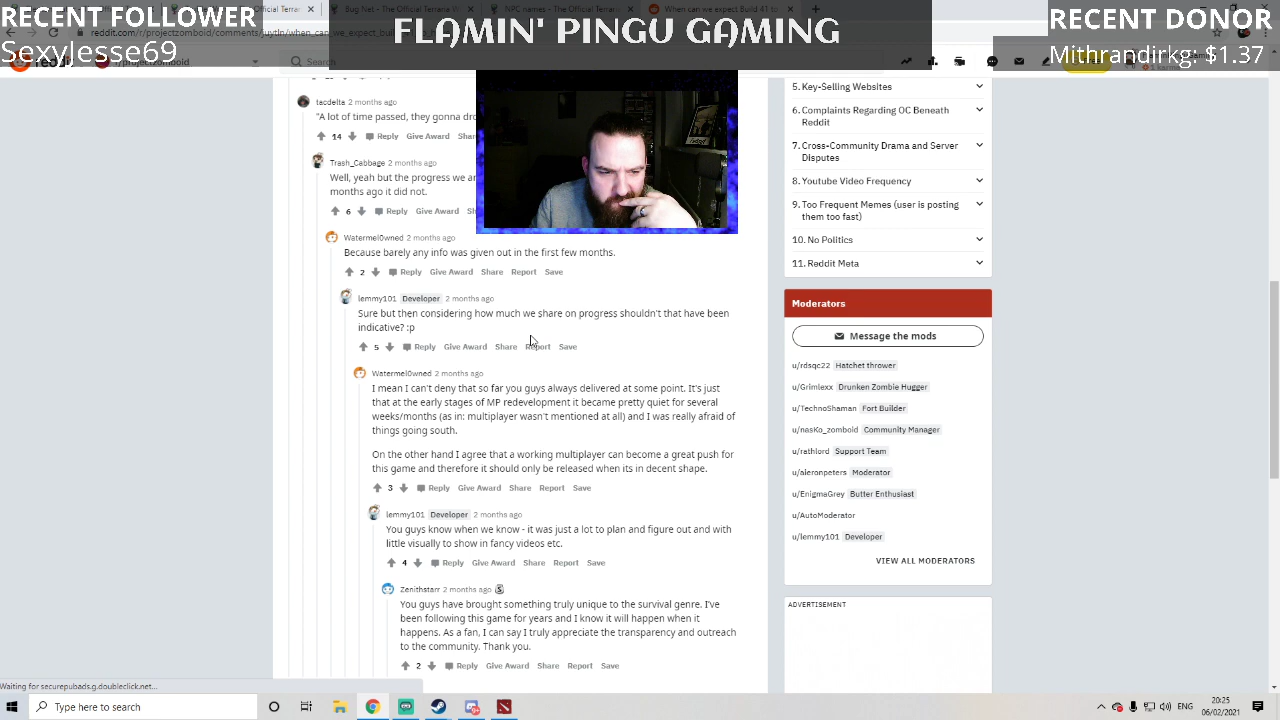 RECENT FOLLOWER
SexyJesse69
FLAMIN' PINGU GAMING
RECENT DONOR
Mithrandirkg: $1.37
NPC names - The Official Terra
When can we expect Build 41 to
Search
tacdelta 2 months ago
"A lot of time passed, they gonna dro
14 Reply Give Award Shar
Trash_Cabbage 2 months ago
Well, yeah but the progress we ar
months ago it did not.
6 Reply Give Award Sh
Watermel0wned 2 months ago
Because barely any info was given out in the first few months.
2 Reply Give Award Share Report Save
lemmy101 Developer 2 months ago
Sure but then considering how much we share on progress shouldn't that have been
indicative? :p
5 Reply Give Award Share Report Save
Watermel0wned 2 months ago
I mean I can't deny that so far you guys always delivered at some point. It's just
that at the early stages of MP redevelopment it became pretty quiet for several
weeks/months (as in: multiplayer wasn't mentioned at all) and I was really afraid of
things going south.
On the other hand I agree that a working multiplayer can become a great push for
this game and therefore it should only be released when its in decent shape.
3 Reply Give Award Share Report Save
lemmy101 Developer 2 months ago
You guys know when we know - it was just a lot to plan and figure out and with
little visually to show in fancy videos etc.
4 Reply Give Award Share Report Save
Zenithstarr 2 months ago S
You guys have brought something truly unique to the survival genre. I've
been following this game for years and I know it will happen when it
happens. As a fan, I can say I truly appreciate the transparency and outreach
to the community. Thank you.
2 Reply Give Award Share Report Save
5. Key-Selling Websites
6. Complaints Regarding OC Beneath
Reddit
7. Cross-Community Drama and Server
Disputes
8. Youtube Video Frequency
9. Too Frequent Memes (user is posting
them too fast)
10. No Politics
11. Reddit Meta
Moderators
Message the mods
u/rdsqc22 Hatchet thrower
u/Grimlexx Drunken Zombie Hugger
u/TechnoShaman Fort Builder
u/nasKo_zomboid Community Manager
u/rathlord Support Team
u/aieronpeters Moderator
u/EnigmaGrey Butter Enthusiast
u/AutoModerator
u/lemmy101 Developer
VIEW ALL MODERATORS
ADVERTISEMENT
Waiting for securepubads.g.doubleclick.net...
Type here to search
ENG
20:25
06/02/2021